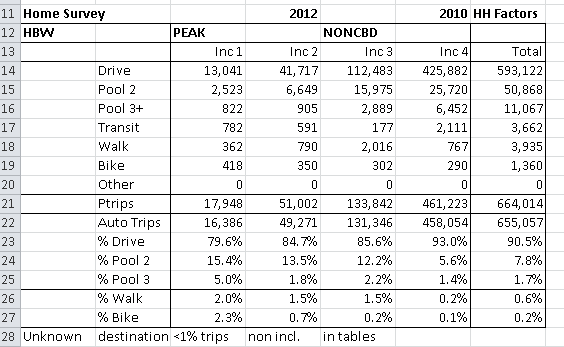 11 Home Survey 2012 2010 HH Factors
12 HBW PEAK NONCBD
13 Inc 1 Inc 2 Inc 3 Inc 4 Total
14 Drive 13,041 41,717 112,483 425,882 593,122
15 Pool 2 2,523 6,649 15,975 25,720 50,868
16 Pool 3+ 822 905 2,889 6,452 11,067
17 Transit 782 591 177 2,111 3,662
18 Walk 362 790 2,016 767 3,935
19 Bike 418 350 302 290 1,360
20 Other 0 0 0 0 0
21 Ptrips 17,948 51,002 133,842 461,223 664,014
22 Auto Trips 16,386 49,271 131,346 458,054 655,057
23 % Drive 79.6% 84.7% 85.6% 93.0% 90.5%
24 % Pool 2 15.4% 13.5% 12.2% 5.6% 7.8%
25 % Pool 3 5.0% 1.8% 2.2% 1.4% 1.7%
26 % Walk 2.0% 1.5% 1.5% 0.2% 0.6%
27 % Bike 2.3% 0.7% 0.2% 0.1% 0.2%
28 Unknown destination <1% trips non incl. in tables